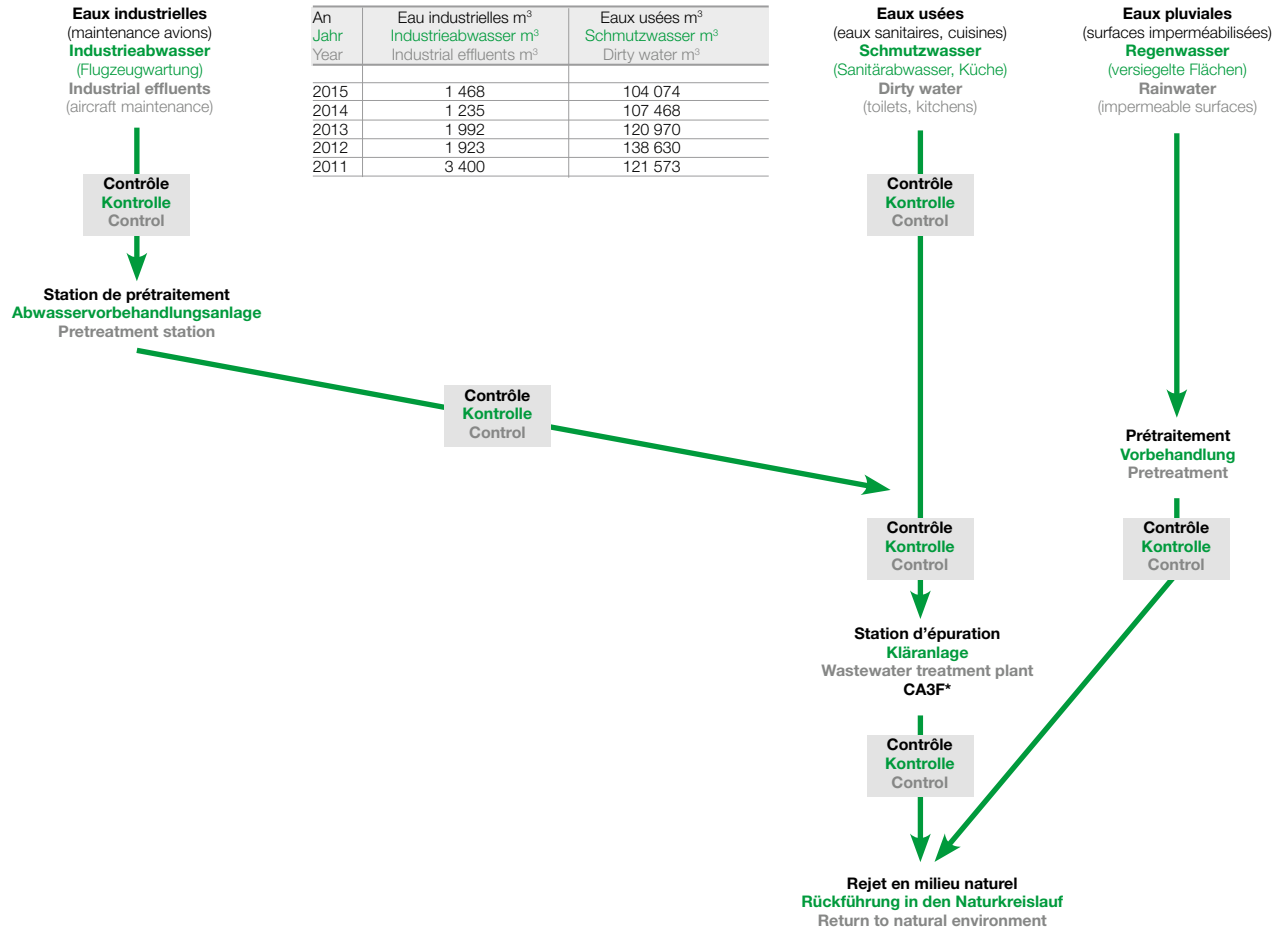 Eaux industrielles
(maintenance avions)
Industrieabwasser
(Flugzeugwartung)
Industrial effluents
(aircraft maintenance)
An Eau industrielles m³ Eaux usées m³
Jahr Industrieabwasser m³ Schmutzwasser m³
Year Industrial effluents m³ Dirty water m³
2015 1 468 104 074
2014 1 235 107 468
2013 1 992 120 970
2012 1 923 138 630
2011 3 400 121 573
Eaux usées
(eaux sanitaires, cuisines)
Schmutzwasser
(Sanitärabwasser, Küche)
Dirty water
(toilets, kitchens)
Eaux pluviales
(surfaces imperméabilisées)
Regenwasser
(versiegelte Flächen)
Rainwater
(impermeable surfaces)
Contrôle
Kontrolle
Control
Contrôle
Kontrolle
Control
Station de prétraitement
Abwasservorbehandlungsanlage
Pretreatment station
Contrôle
Kontrolle
Control
Prétraitement
Vorbehandlung
Pretreatment
Contrôle
Kontrolle
Control
Contrôle
Kontrolle
Control
Station d'épuration
Kläranlage
Wastewater treatment plant
CA3F*
Contrôle
Kontrolle
Control
Rejet en milieu naturel
Rückführung in den Naturkreislauf
Return to natural environment